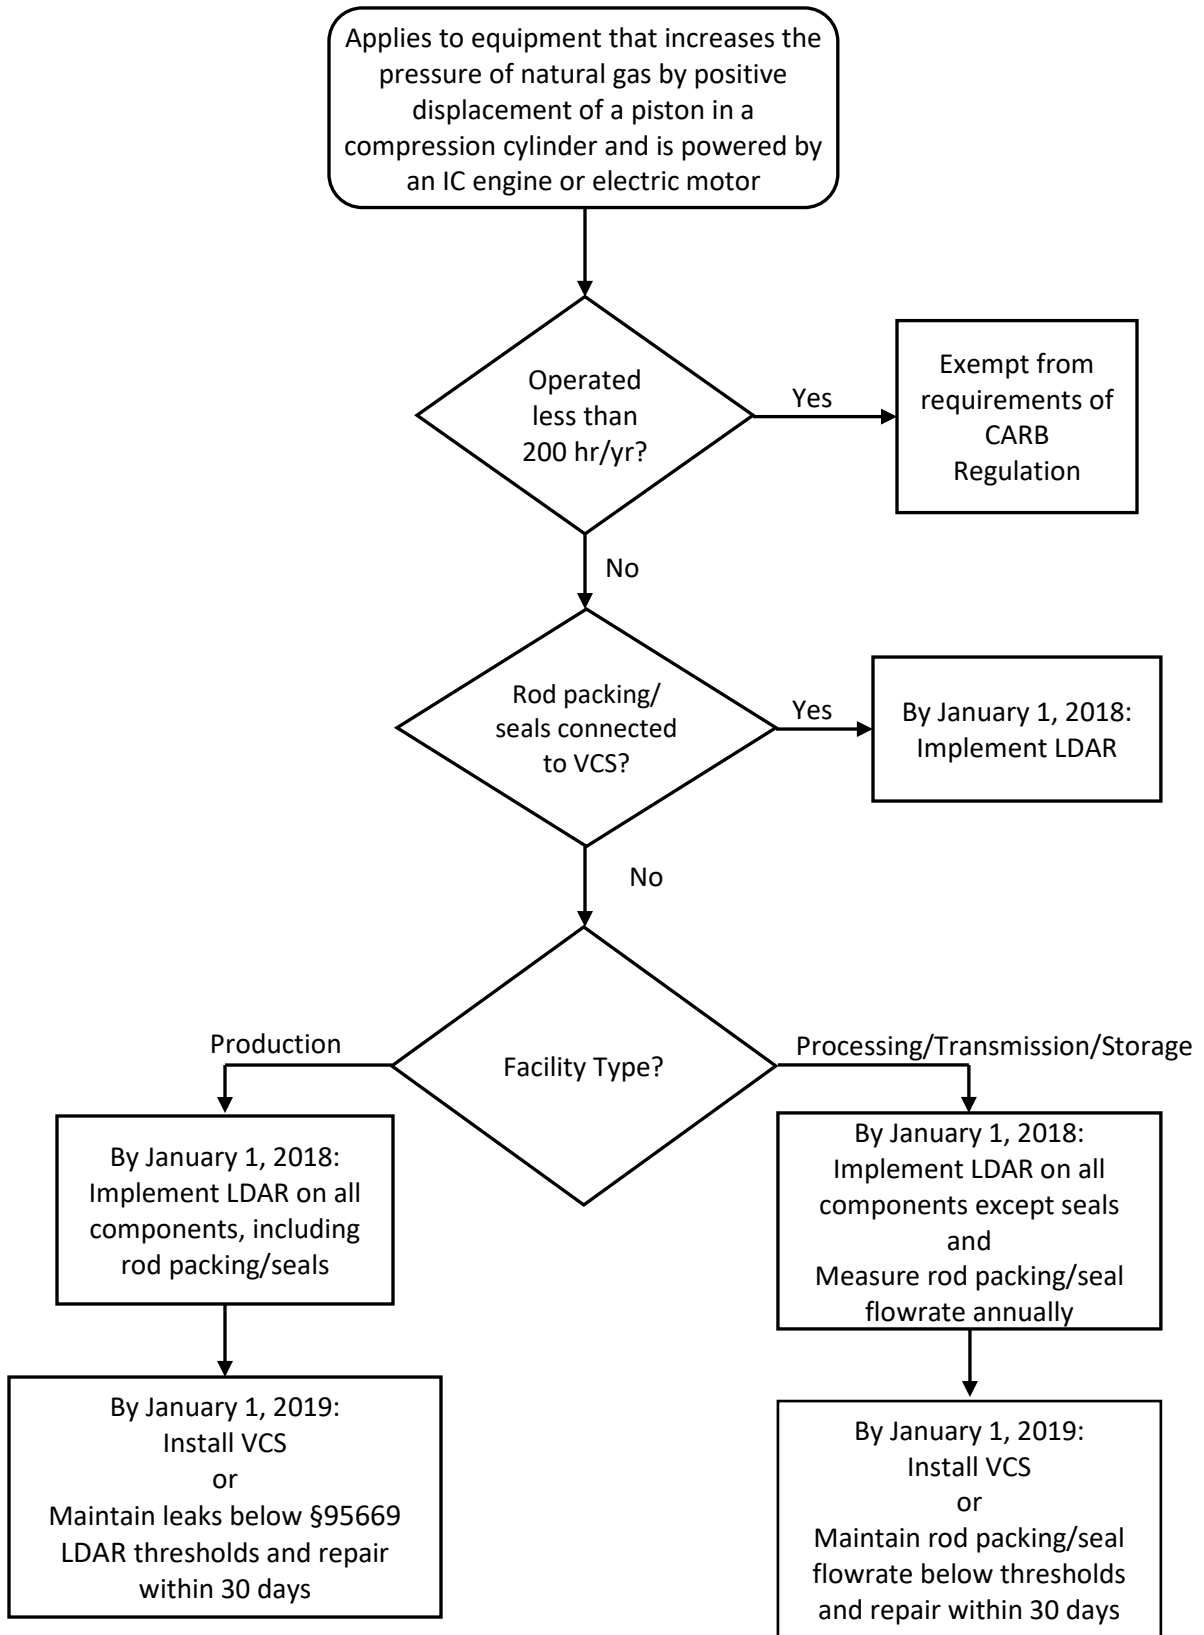 Applies to equipment that increases the
pressure of natural gas by positive
displacement of a piston in a
compression cylinder and is powered by
an IC engine or electric motor
Operated
less than
200 hr/yr?
Yes
Exempt from
requirements of
CARB
Regulation
No
Rod packing/
seals connected
to VCS?
Yes
By January 1, 2018:
Implement LDAR
No
Facility Type?
Production
Processing/Transmission/Storage
By January 1, 2018:
Implement LDAR on all
components, including
rod packing/seals
By January 1, 2018:
Implement LDAR on all
components except seals
and
Measure rod packing/seal
flowrate annually
By January 1, 2019:
Install VCS
or
Maintain leaks below §95669
LDAR thresholds and repair
within 30 days
By January 1, 2019:
Install VCS
or
Maintain rod packing/seal
flowrate below thresholds
and repair within 30 days